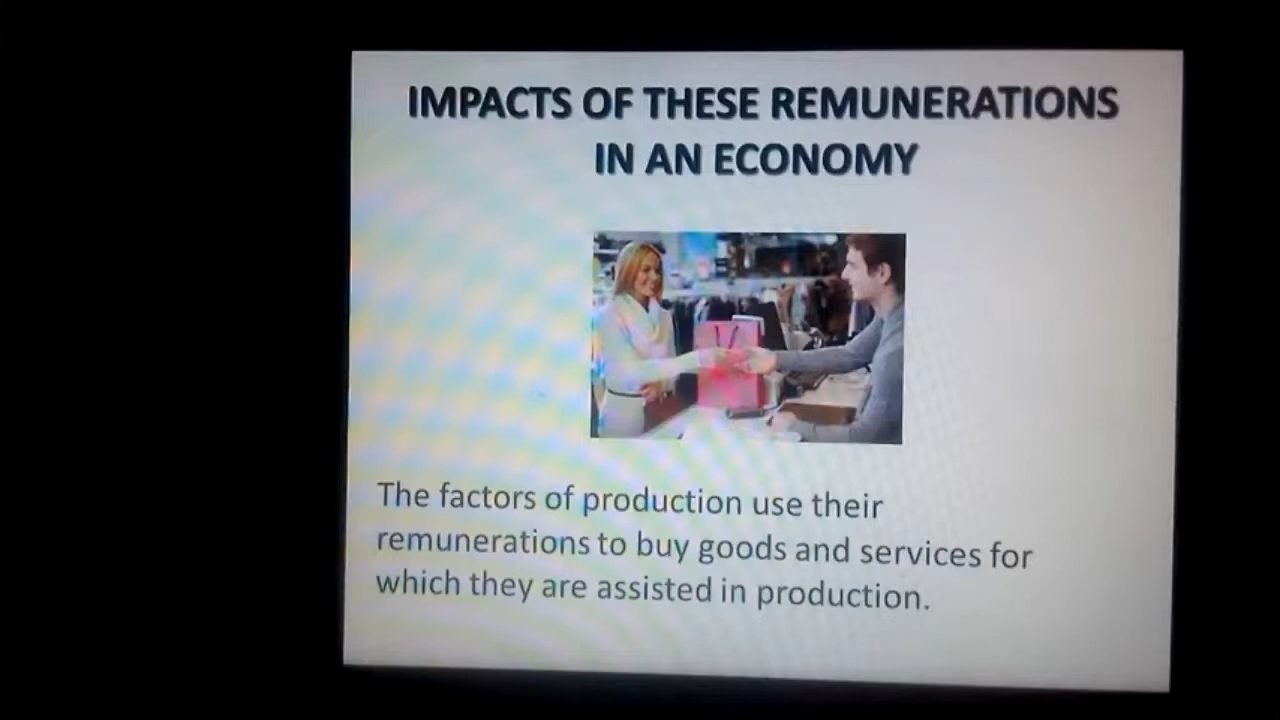 IMPACTS OF THESE REMUNERATIONS
IN AN ECONOMY
The factors of production use their
remunerations to buy goods and services for
which they are assisted in production.